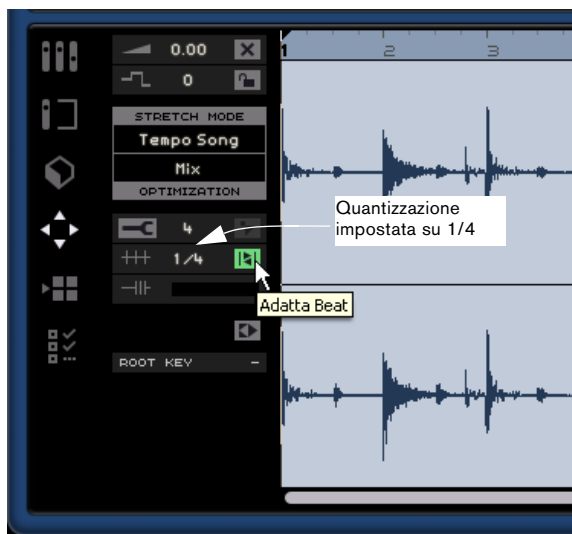 0.00
1
2
3
0
STRETCH MODE
Tempo Song
Mix
OPTIMIZATION
Quantizzazione
impostata su 1/4
4
1/4
Adatta Beat
ROOT KEY -